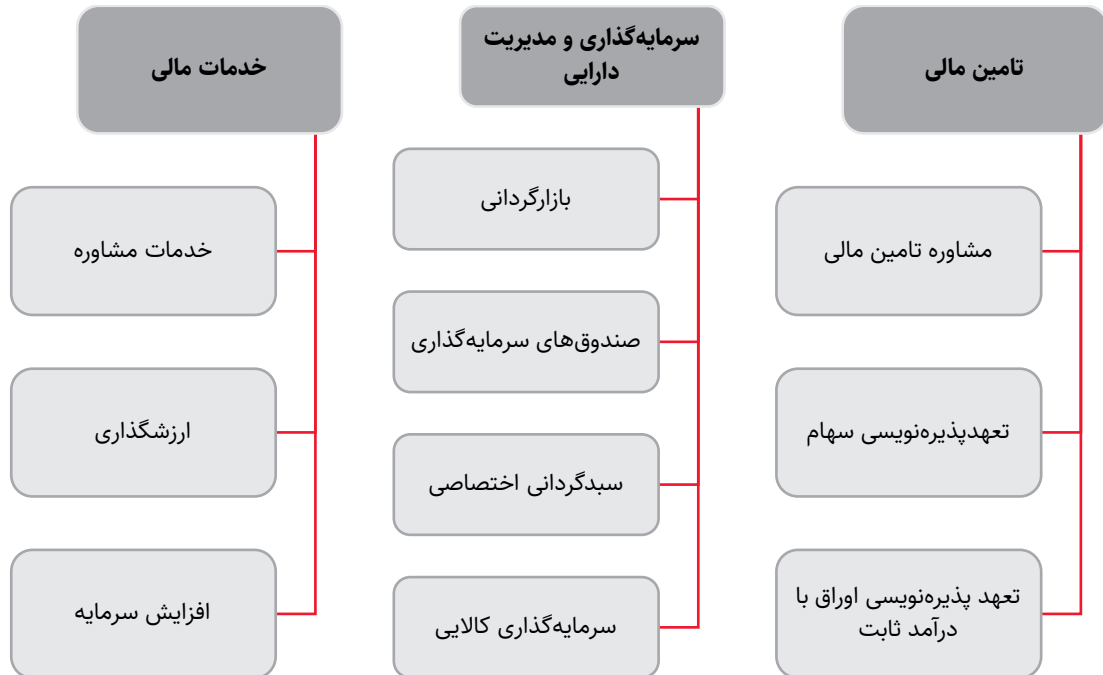 تامین مالی
مشاوره تامین مالی
تعهدپذیره‌نویسی سهام
تعهد پذیره‌نویسی اوراق با
درآمد ثابت
سرمایه‌گذاری و مدیریت
دارایی
بازارگردانی
صندوق‌های سرمایه‌گذاری
سبدگردانی اختصاصی
سرمایه‌گذاری کالایی
خدمات مالی
خدمات مشاوره
ارزشگذاری
افزایش سرمایه